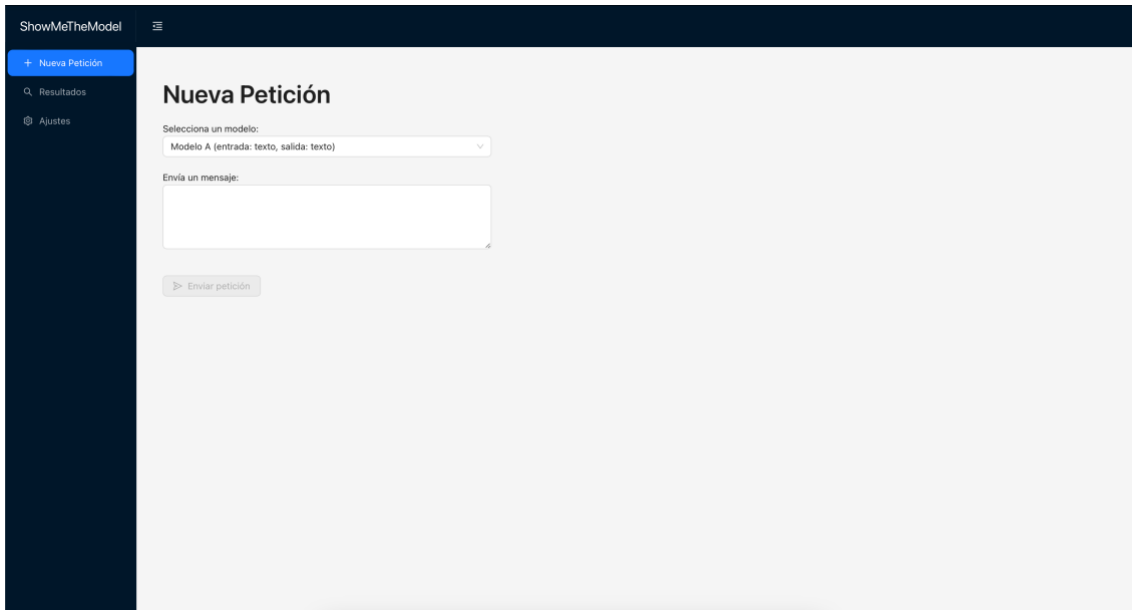 ShowMeTheModel
Nueva Petición
Resultados
Ajustes
Nueva Petición
Selecciona un modelo:
Modelo A (entrada: texto, salida: texto)
Envía un mensaje:
Enviar petición